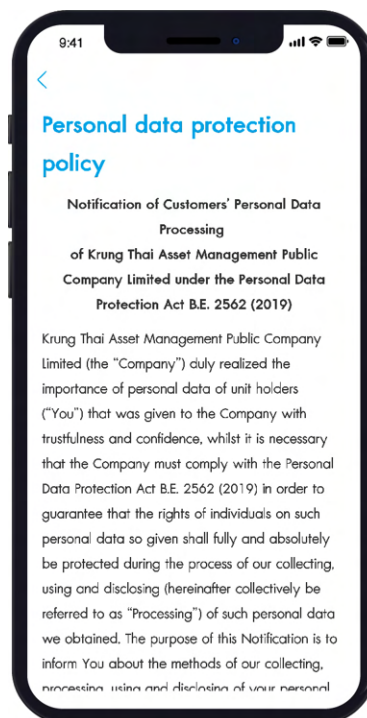 9:41
Personal data protection
policy
Notification of Customers' Personal Data
Processing
of Krung Thai Asset Management Public
Company Limited under the Personal Data
Protection Act B.E. 2562 (2019)
Krung Thai Asset Management Public Company
Limited (the "Company") duly realized the
importance of personal data of unit holders
("You") that was given to the Company with
trustfulness and confidence, whilst it is necessary
that the Company must comply with the Personal
Data Protection Act B.E. 2562 (2019) in order to
guarantee that the rights of individuals on such
personal data so given shall fully and absolutely
be protected during the process of our collecting,
using and disclosing (hereinafter collectively be
referred to as "Processing") of such personal data
we obtained. The purpose of this Notification is to
inform You about the methods of our collecting,
processing, using and disclosing of your personal